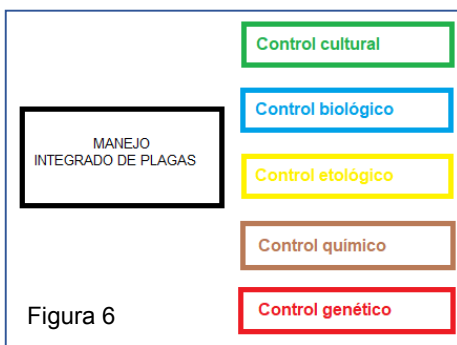 MANEJO
INTEGRADO DE PLAGAS
Control cultural
Control biológico
Control etológico
Control químico
Control genético
Figura 6